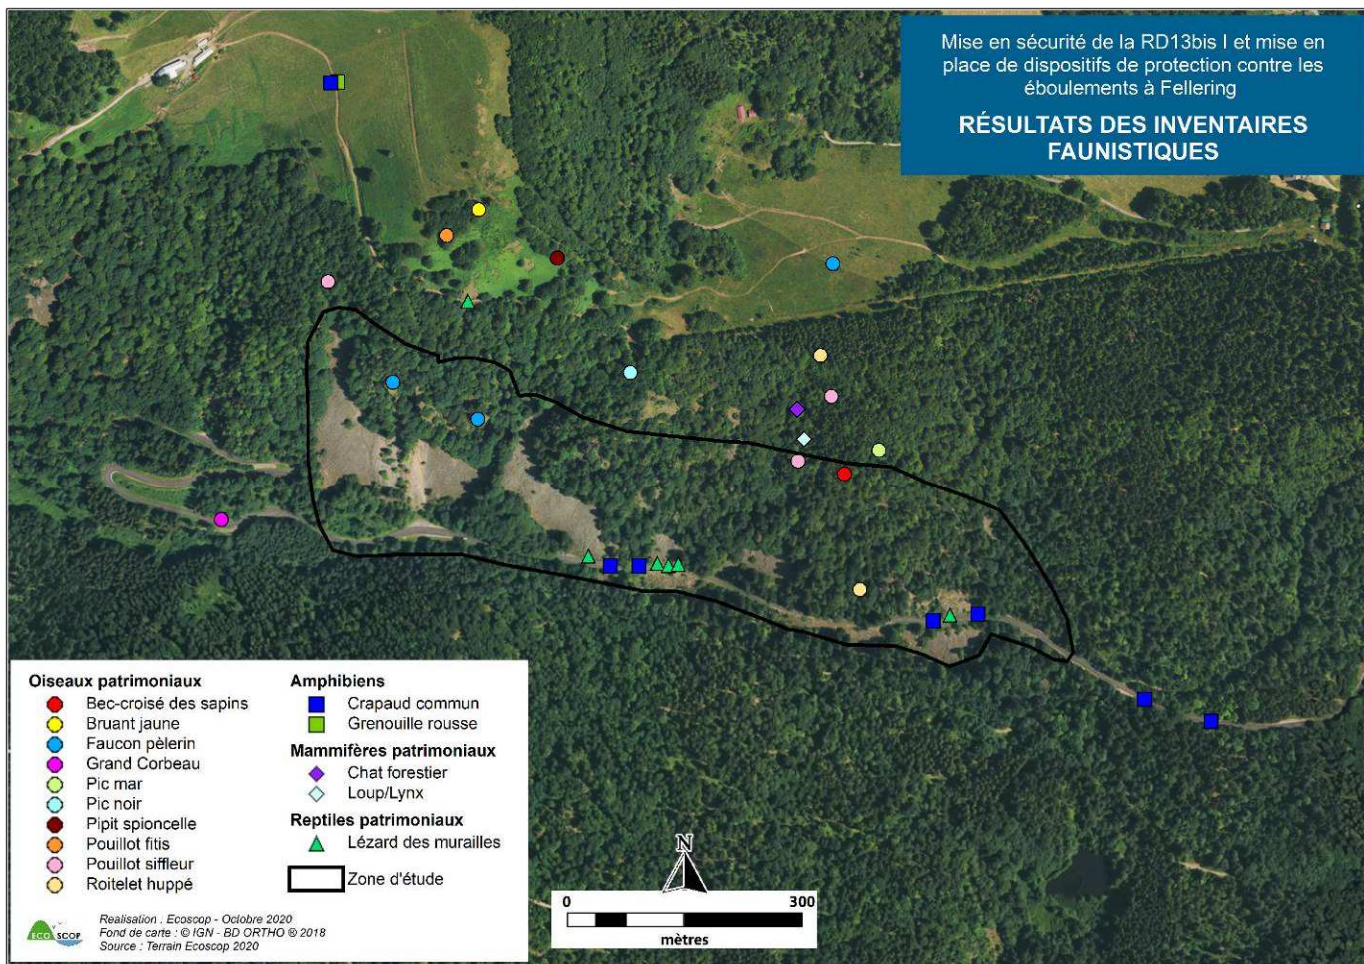 Mise en sécurité de la RD13bis I et mise en
place de dispositifs de protection contre les
éboulements à Fellering
RÉSULTATS DES INVENTAIRES
FAUNISTIQUES
Oiseaux patrimoniaux
Bec-croisé des sapins
Bruant jaune
Faucon pèlerin
Grand Corbeau
Pic mar
Pic noir
Pipit spioncelle
Pouillot fitis
Pouillot siffleur
Roitelet huppé
Amphibiens
Crapaud commun
Grenouille rousse
Mammifères patrimoniaux
Chat forestier
Loup/Lynx
Reptiles patrimoniaux
Lézard des murailles
Zone d'étude
ECO SCOP
Realisation : Ecoscop - Octobre 2020
Fond de carte : © IGN - BD ORTHO ® 2018
Source : Terrain Ecoscop 2020
N
0 300
mètres